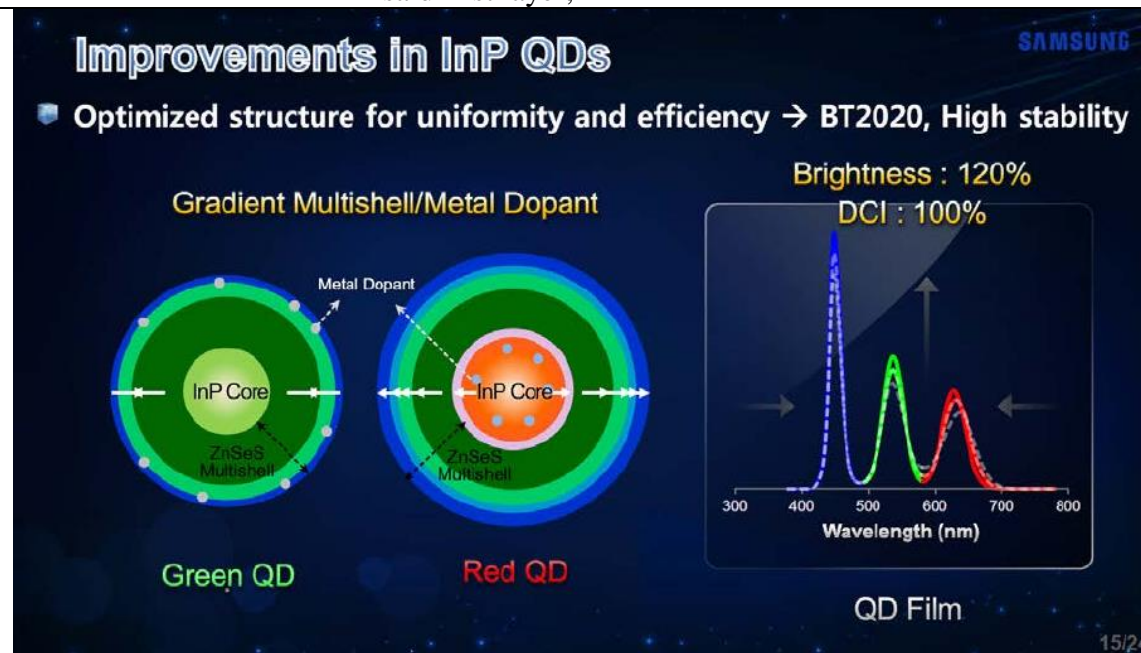 Improvements in InP QDs
SAMSUNG
Optimized structure for uniformity and efficiency → BT2020, High stability
Gradient Multishell/Metal Dopant
Brightness : 120%
DCI : 100%
Metal Dopant
InP Core
InP Core
ZnSeS
Multishell
ZnSeS
Multishell
300 400 500 600 700 800
Wavelength (nm)
Green QD
Red QD
QD Film